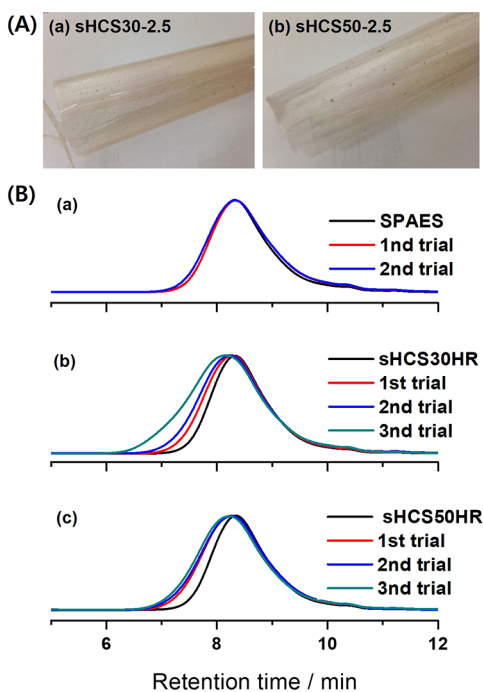 (A)
(a) sHCS30-2.5
(b) sHCS50-2.5
(B)
(a)
SPAES
1nd trial
2nd trial
(b)
sHCS30HR
1st trial
2nd trial
3nd trial
(c)
sHCS50HR
1st trial
2nd trial
3nd trial
6 8 10 12
Retention time / min